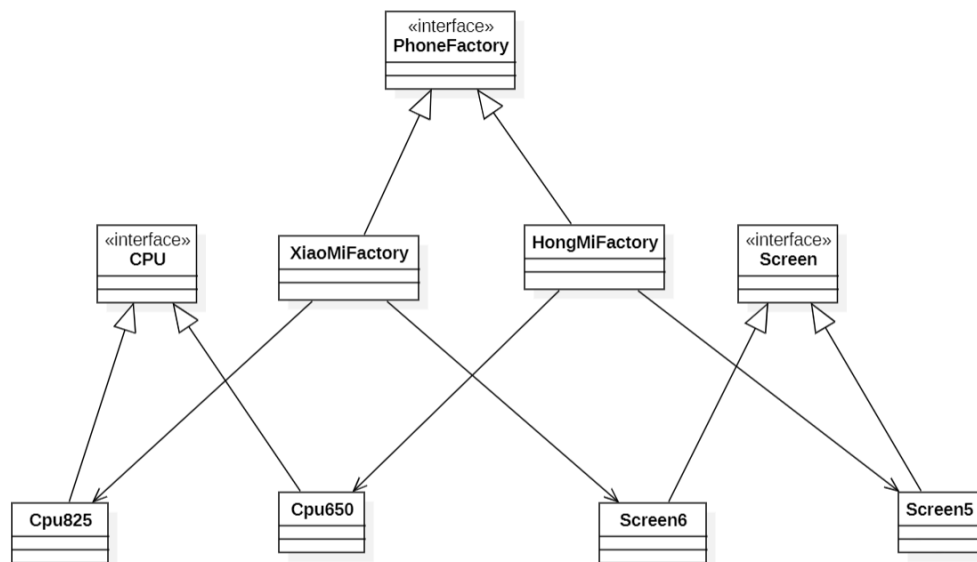 «interface»
PhoneFactory
«interface»
CPU
XiaoMiFactory
HongMiFactory
«interface»
Screen
Cpu825
Cpu650
Screen6
Screen5